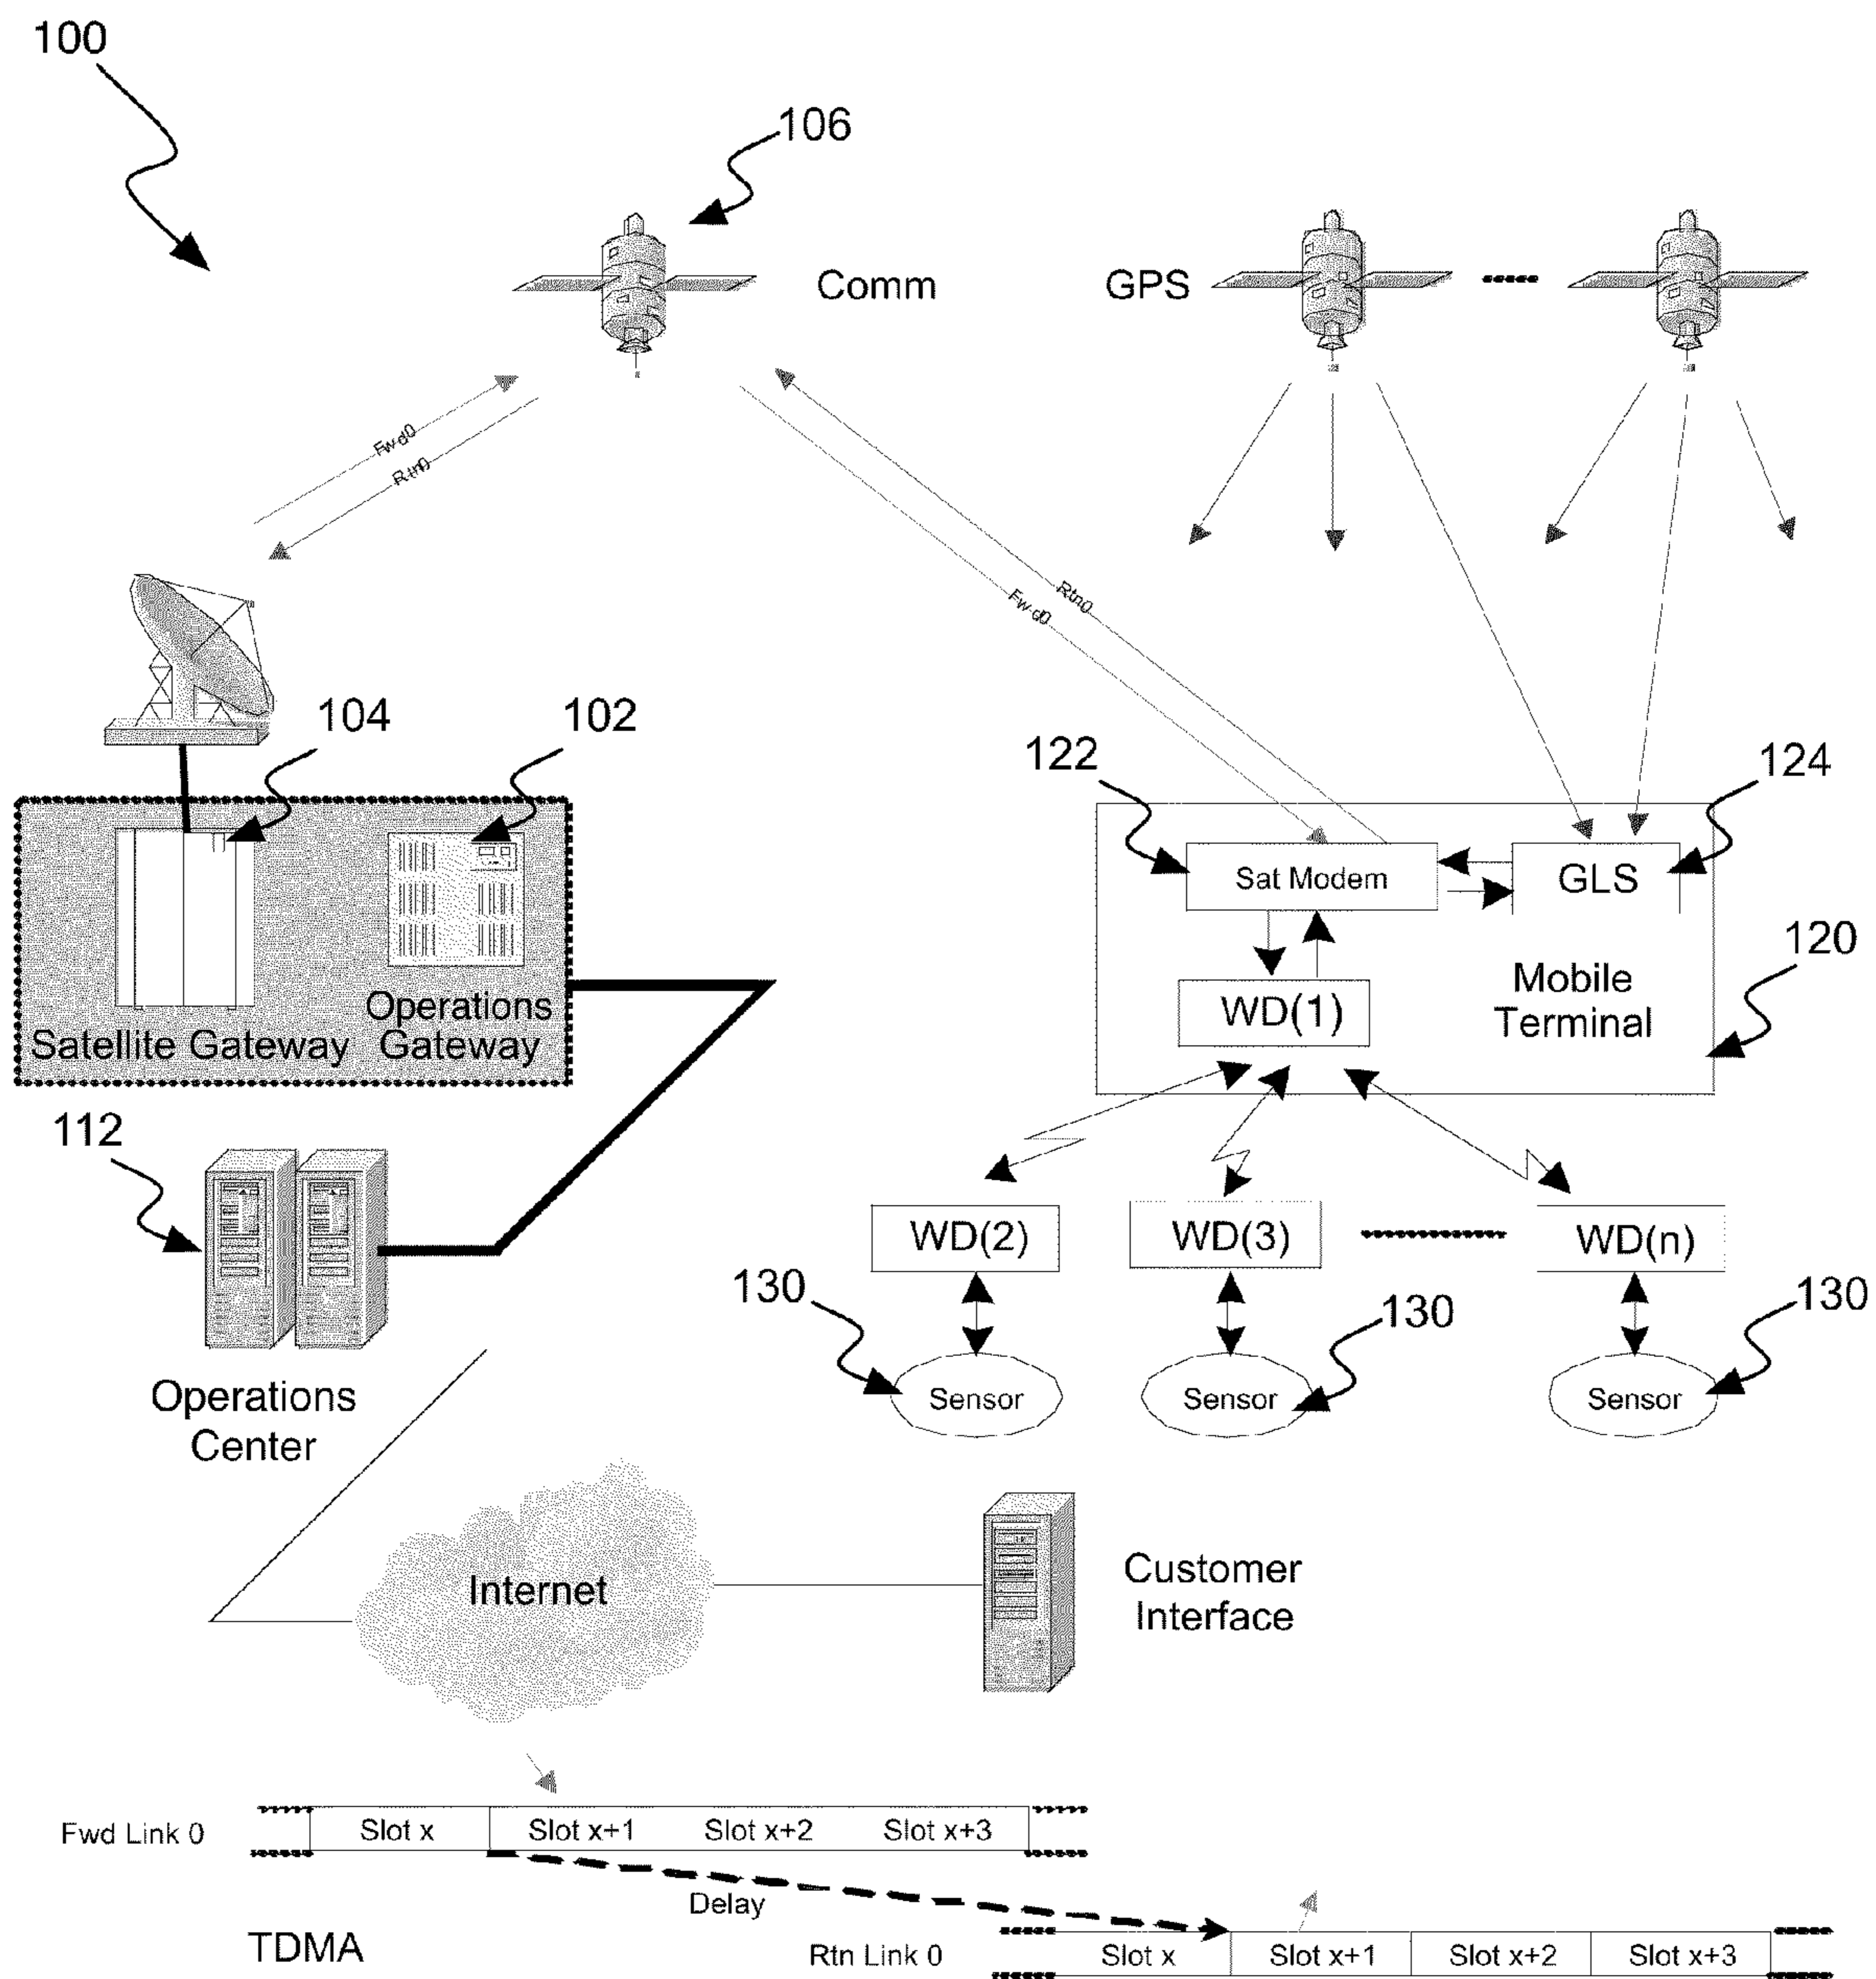 100
106
Comm
GPS
Fwd0
Rtn0
Rtn0
Fwd0
104
102
122
124
Sat Modem
GLS
120
Mobile
Terminal
WD(1)
Operations
Satellite Gateway
Gateway
112
WD(2)
WD(3)
WD(n)
130
130
130
Sensor
Sensor
Sensor
Operations
Center
Internet
Customer
Interface
Fwd Link 0
Slot x
Slot x+1
Slot x+2
Slot x+3
Delay
TDMA
Rtn Link 0
Slot x
Slot x+1
Slot x+2
Slot x+3